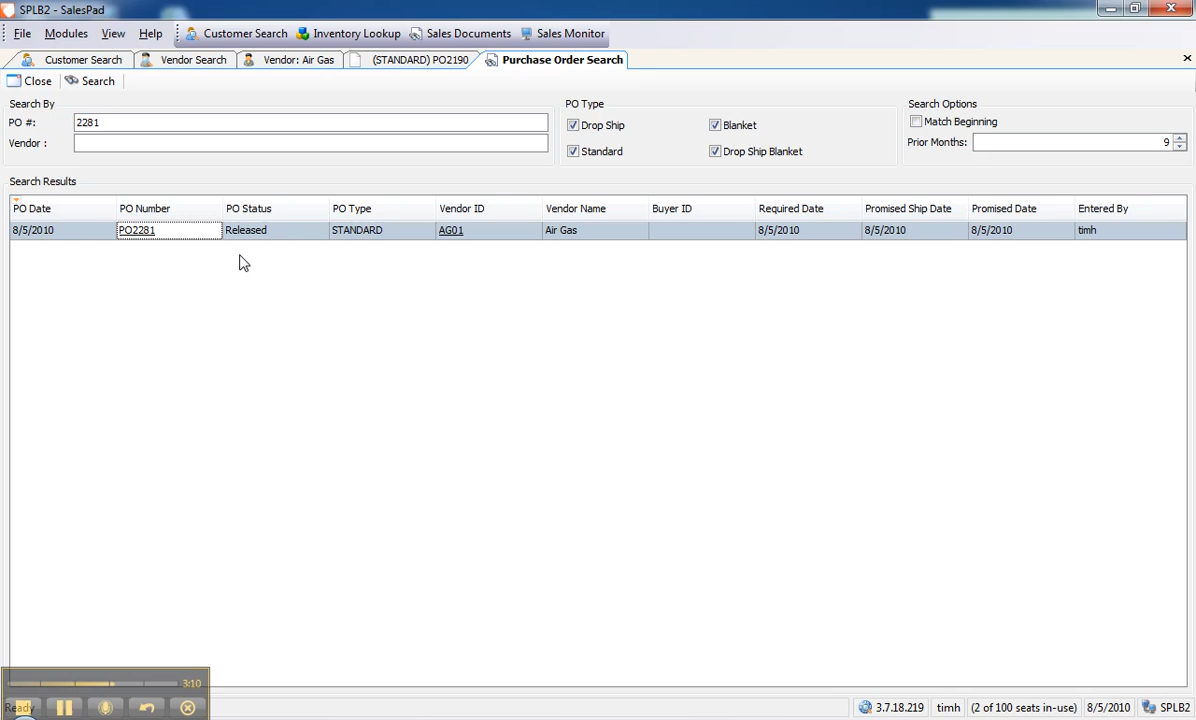 SPLB2 - SalesPad
File Modules View Help Customer Search Inventory Lookup Sales Documents Sales Monitor
Customer Search Vendor Search Vendor: Air Gas (STANDARD) PO2190 Purchase Order Search
Close Search
Search By PO Type Search Options
PO #: 2281 Drop Ship Blanket Match Beginning
Vendor : Standard Drop Ship Blanket Prior Months: 9
Search Results
PO Date PO Number PO Status PO Type Vendor ID Vendor Name Buyer ID Required Date Promised Ship Date Promised Date Entered By
8/5/2010 PO2281 Released STANDARD AG01 Air Gas 8/5/2010 8/5/2010 8/5/2010 timh
3:10
Ready 3.7.18.219 timh (2 of 100 seats in-use) 8/5/2010 SPLB2